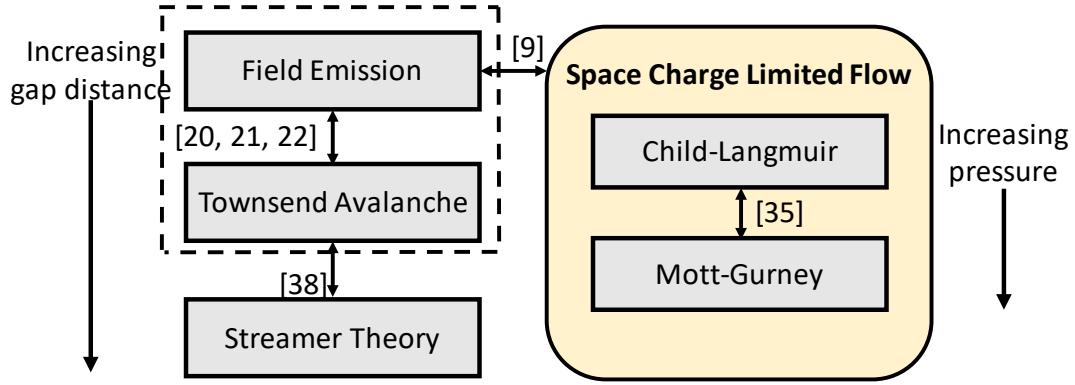 Increasing
gap distance
Field Emission
[9]
[20, 21, 22]
Townsend Avalanche
[38]
Streamer Theory
Space Charge Limited Flow
Child-Langmuir
[35]
Mott-Gurney
Increasing
pressure